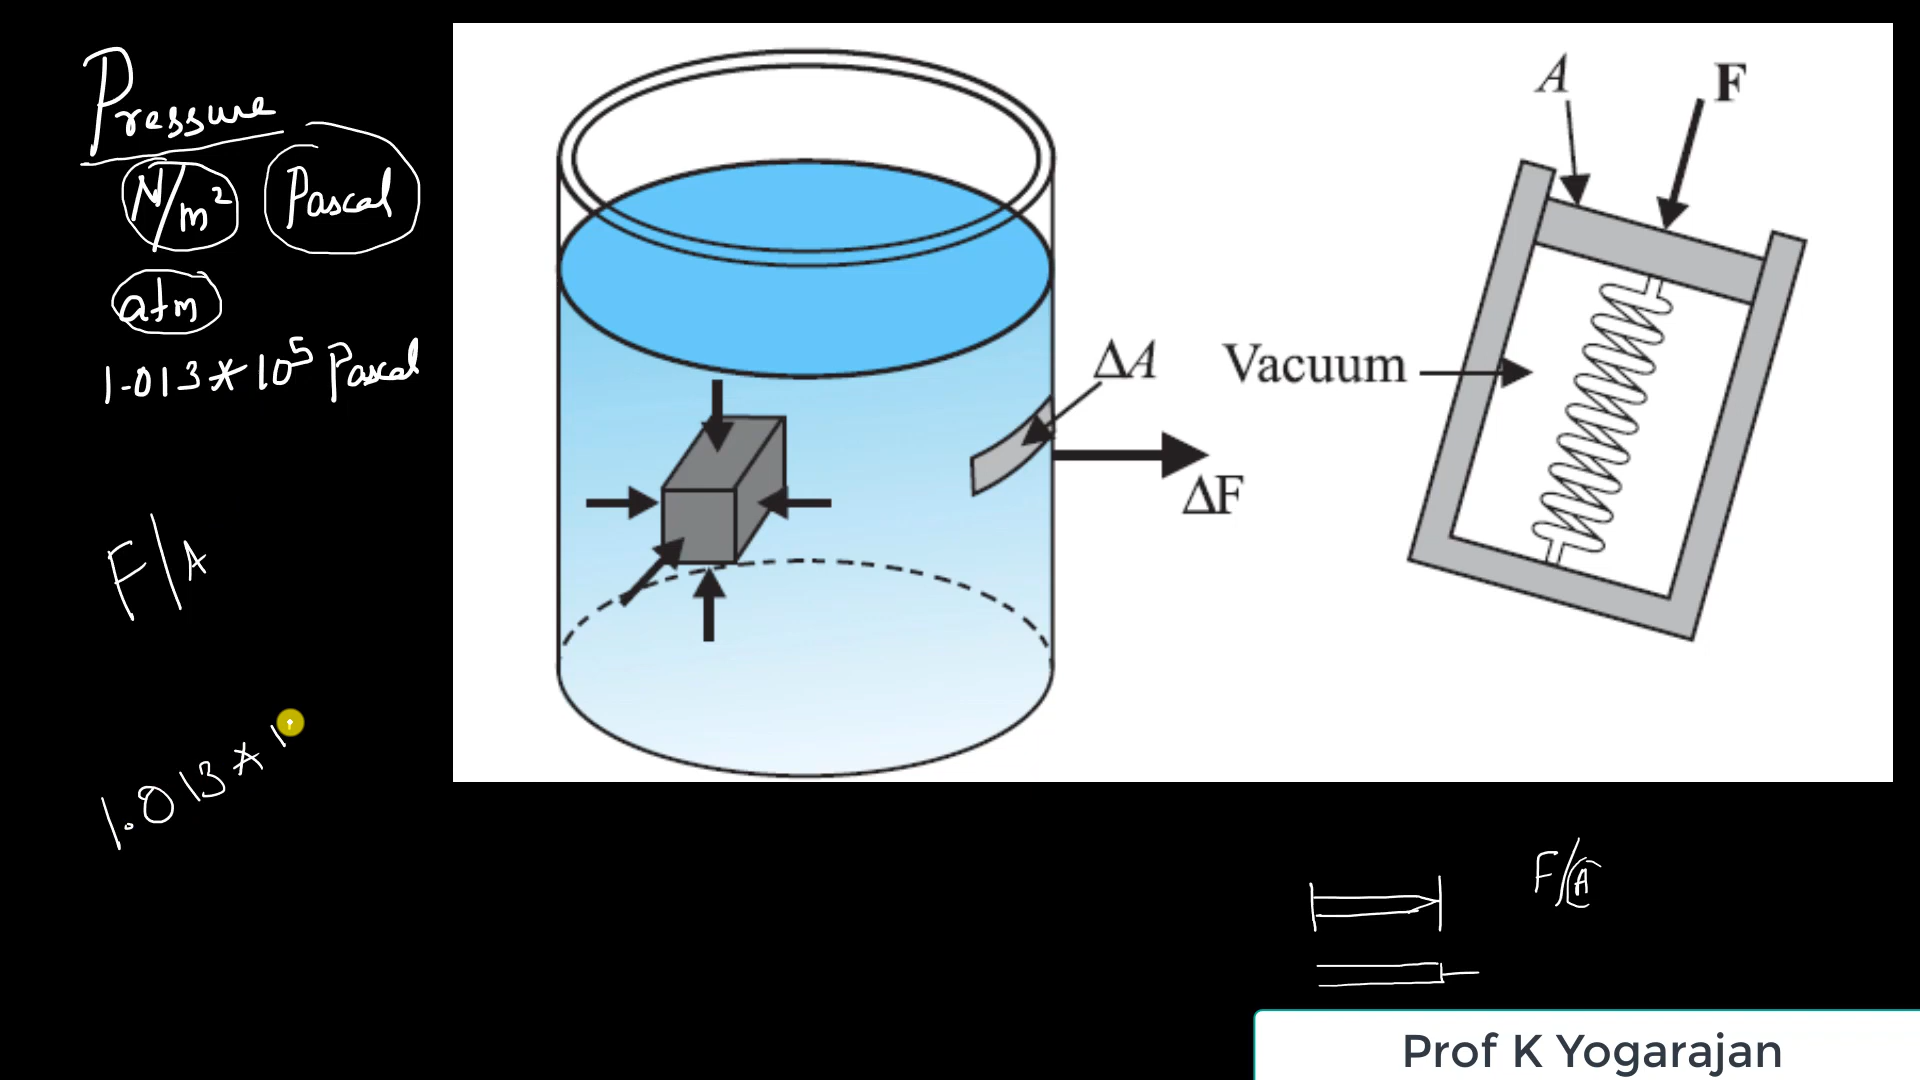 Pressure
N/m² Pascal
atm
1.013*10⁵ Pascal
F/A
1.013*1
A F
ΔA Vacuum
ΔF
F/A
Prof K Yogarajan